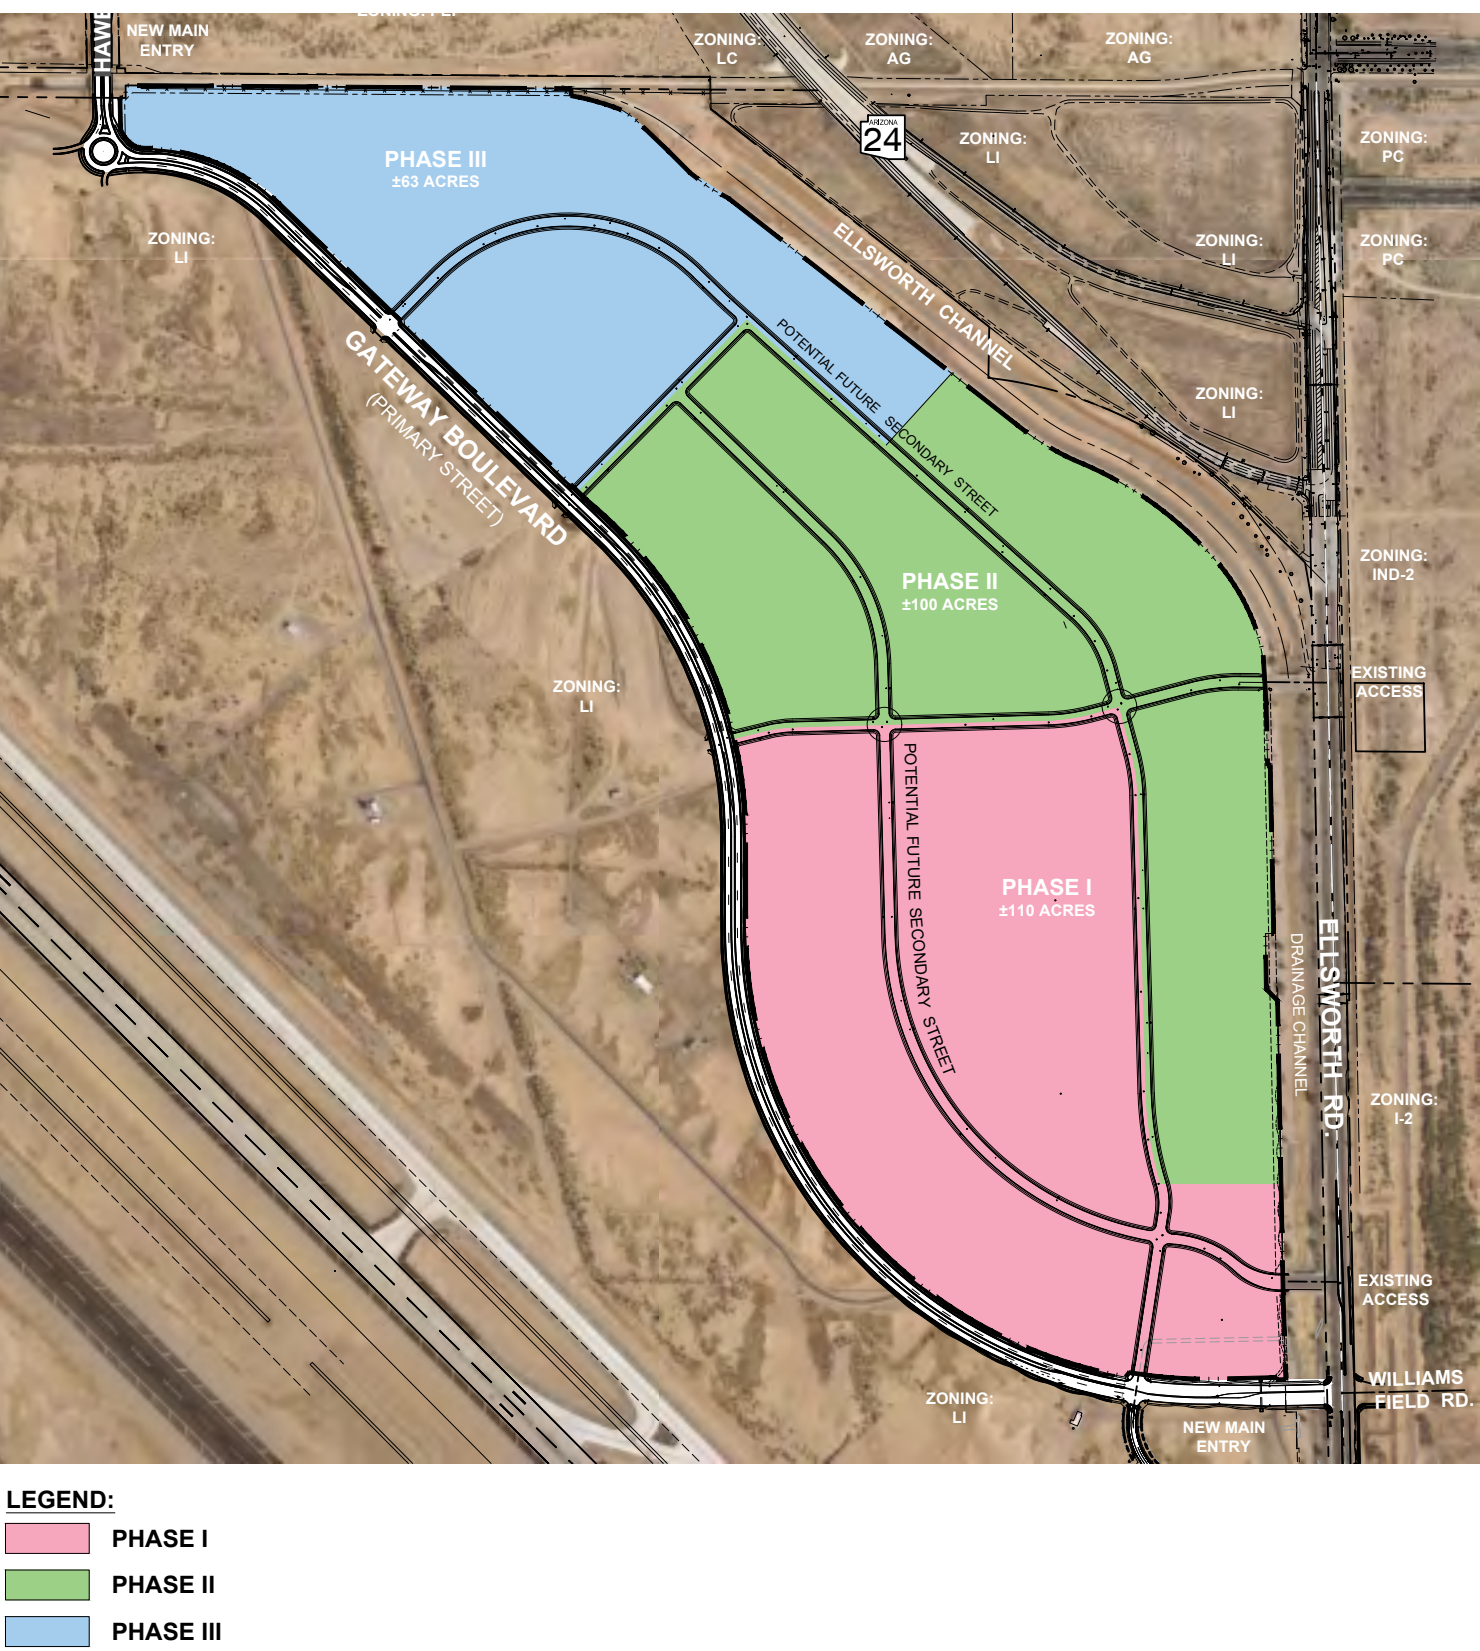 HAWE
NEW MAIN
ENTRY
ZONING:
LC
ZONING:
AG
ZONING:
AG
ARIZONA
24
ZONING:
LI
ZONING:
PC
PHASE III
±63 ACRES
ZONING:
LI
ELLSWORTH CHANNEL
ZONING:
LI
ZONING:
PC
GATEWAY BOULEVARD
(PRIMARY STREET)
POTENTIAL FUTURE SECONDARY STREET
ZONING:
LI
PHASE II
±100 ACRES
ZONING:
IND-2
ZONING:
LI
EXISTING
ACCESS
POTENTIAL FUTURE SECONDARY STREET
PHASE I
±110 ACRES
DRAINAGE CHANNEL
ELLSWORTH RD.
ZONING:
I-2
EXISTING
ACCESS
ZONING:
LI
WILLIAMS
FIELD RD.
NEW MAIN
ENTRY
LEGEND:
PHASE I
PHASE II
PHASE III